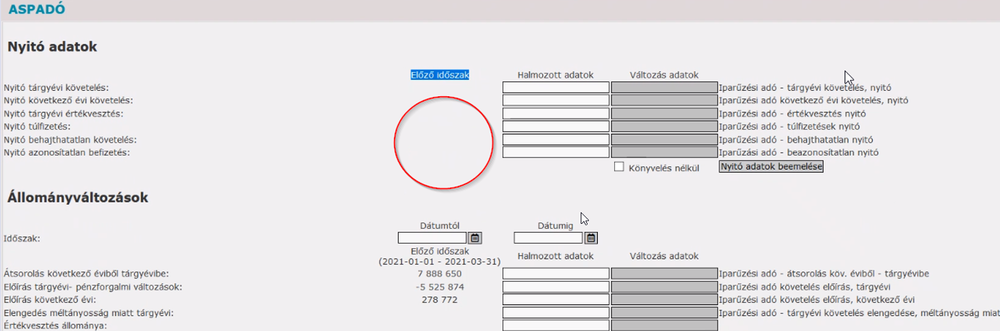 ASPADÓ
Nyitó adatok
Előző időszak Halmozott adatok Változás adatok
Nyitó tárgyévi követelés: Iparűzési adó - tárgyévi követelés, nyitó
Nyitó következő évi követelés: Iparűzési adó következő évi követelés, nyitó
Nyitó tárgyévi értékvesztés: Iparűzési adó - értékvesztés nyitó
Nyitó túlfizetés: Iparűzési adó - túlfizetések nyitó
Nyitó behajthatatlan követelés: Iparűzési adó - behajthatatlan nyitó
Nyitó azonosítatlan befizetés: Iparűzási adó - beazonosítatlan nyitó
Könyvelés nélkül Nyitó adatok beemelése
Állományváltozások
Dátumtól Dátumig
Időszak:
Előző időszak
(2021-01-01 - 2021-03-31) Halmozott adatok Változás adatok
Átsorolás következő éviből tárgyévibe: 7 888 650 Iparűzési adó - átsorolás köv. éviből - tárgyévibe
Előírás tárgyévi- pénzforgalmi változások: -5 525 874 Iparűzési adó követelés előírás, tárgyévi
Előírás következő évi: 278 772 Iparűzési adó követelés előírás, következő évi
Elengedés méltányosság miatt tárgyévi: Iparűzési adó - tárgyévi követelés elengedése, méltányosság miat
Értékvesztés állománya: